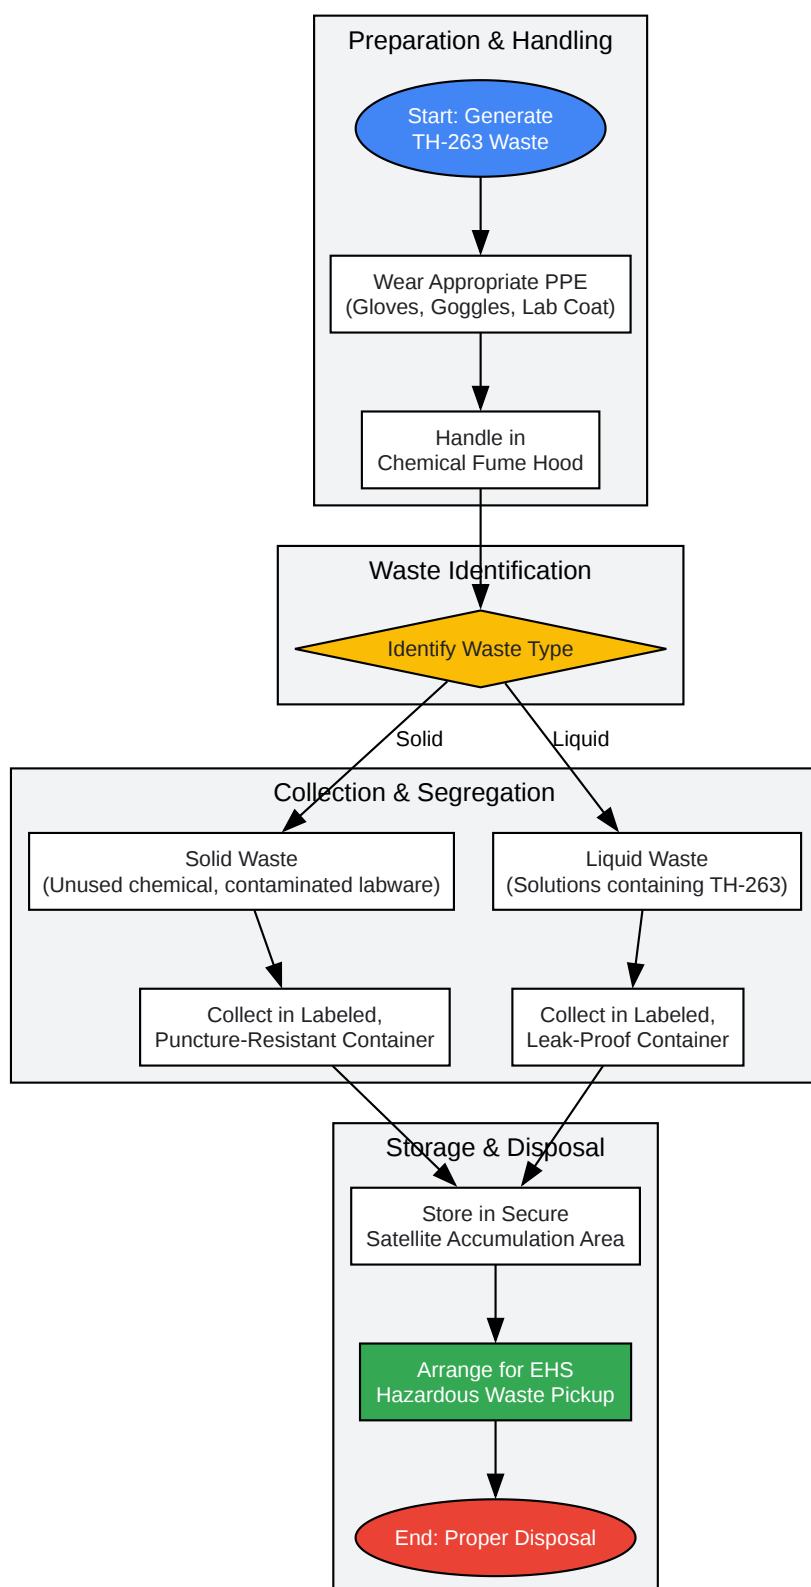 Preparation & Handling
Start: Generate
TH-263 Waste
Wear Appropriate PPE
(Gloves, Goggles, Lab Coat)
Handle in
Chemical Fume Hood
Waste Identification
Identify Waste Type
Solid
Liquid
Collection & Segregation
Solid Waste
(Unused chemical, contaminated labware)
Liquid Waste
(Solutions containing TH-263)
Collect in Labeled,
Puncture-Resistant Container
Collect in Labeled,
Leak-Proof Container
Storage & Disposal
Store in Secure
Satellite Accumulation Area
Arrange for EHS
Hazardous Waste Pickup
End: Proper Disposal